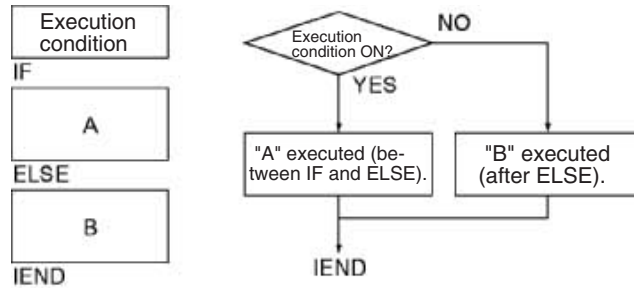 Execution
condition
IF
A
ELSE
B
IEND
Execution
condition ON?
NO
YES
"A" executed (be-
tween IF and ELSE).
"B" executed
(after ELSE).
IEND